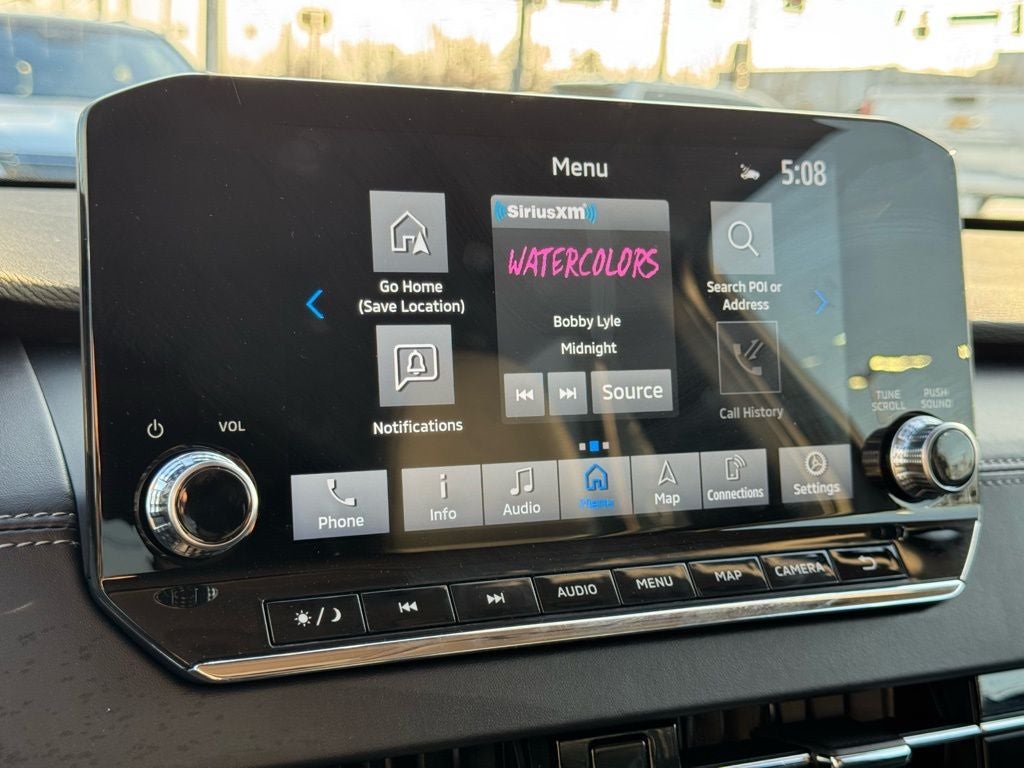 Menu
5:08
Go Home
(Save Location)
SiriusXM
WATERCOLORS
Bobby Lyle
Midnight
Source
Search POI or
Address
Notifications
Call History
VOL
TUNE
SCROLL
PUSH
SOUND
Phone
Info
Audio
Menu
Map
Connections
Settings
AUDIO
MENU
MAP
CAMERA